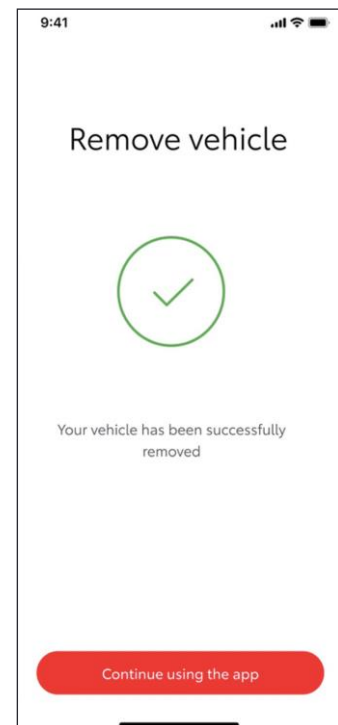 9:41
Remove vehicle
Your vehicle has been successfully
removed
Continue using the app